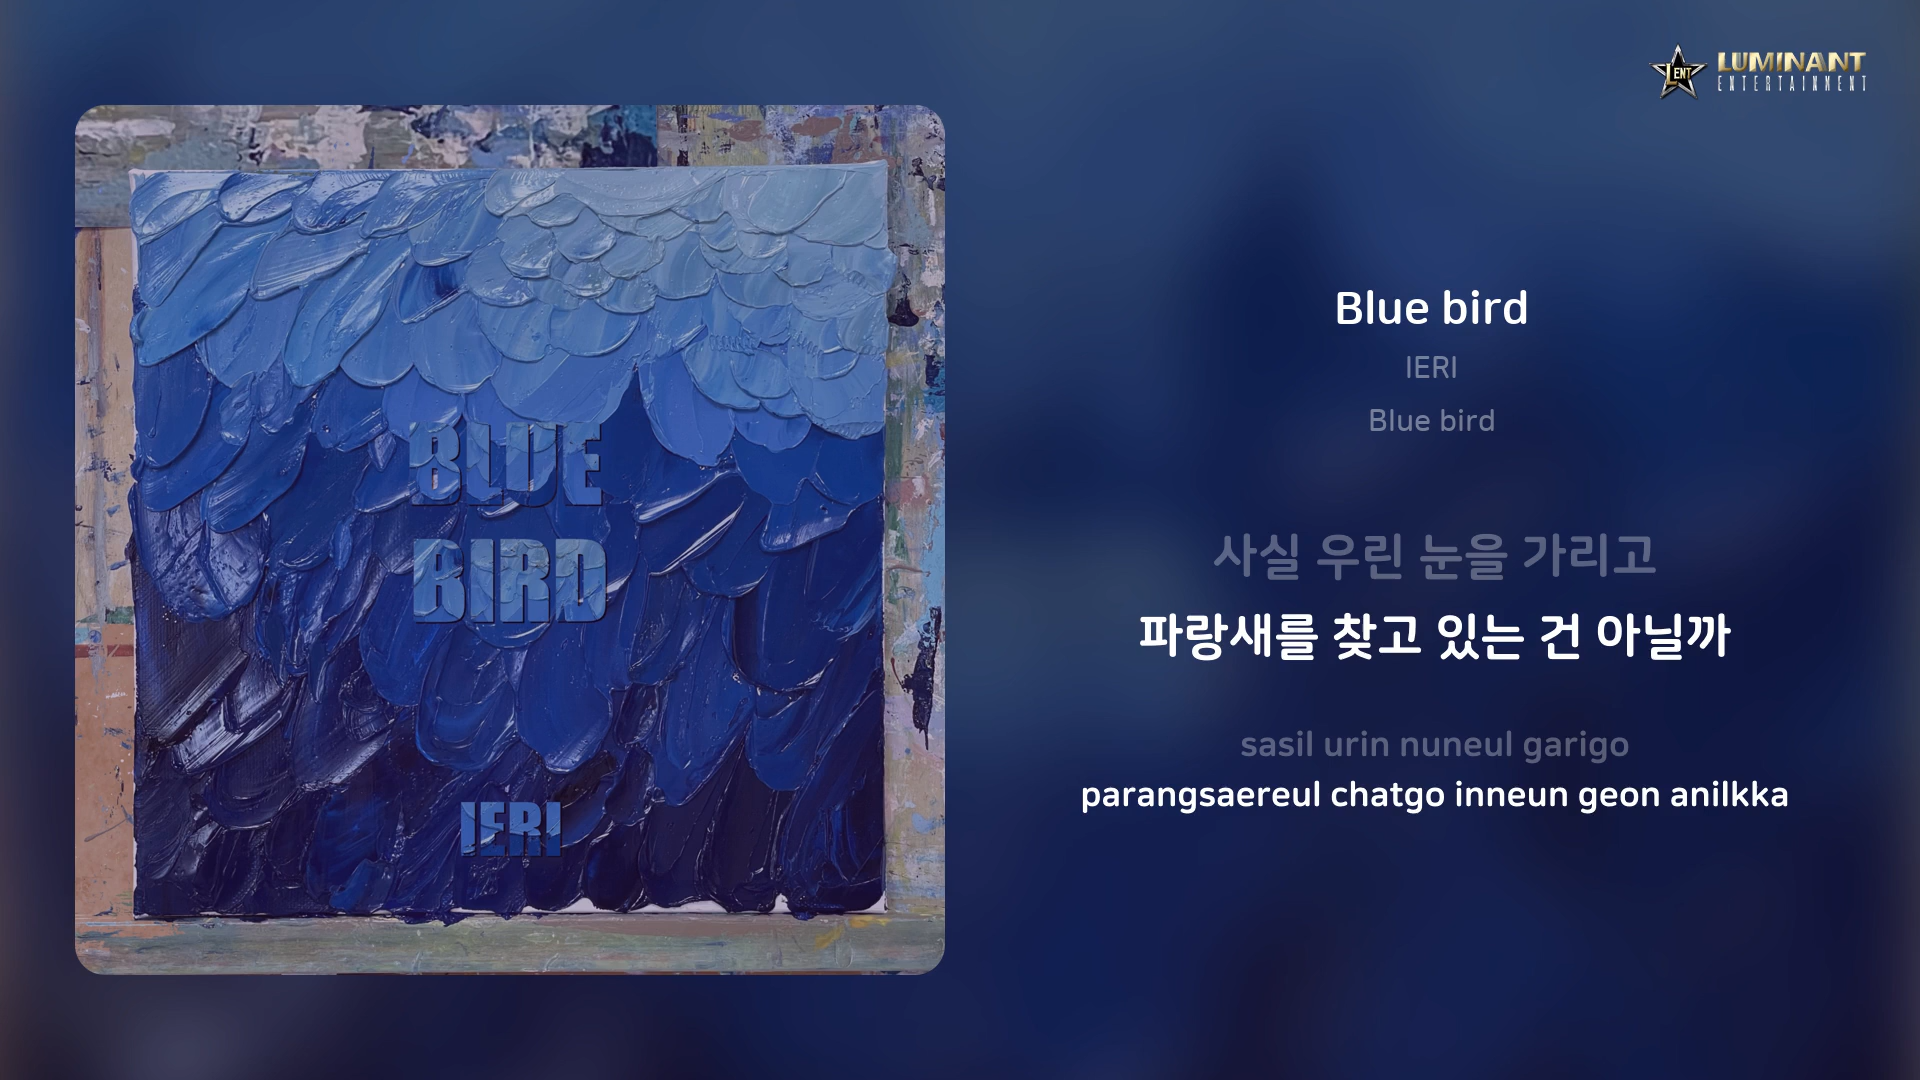 LENT
LUMINANT
ENTERTAINMENT
BLUE
BIRD
IERI
Blue bird
IERI
Blue bird
사실 우린 눈을 가리고
파랑새를 찾고 있는 건 아닐까
sasil urin nuneul garigo
parangsaereul chatgo inneun geon anilkka